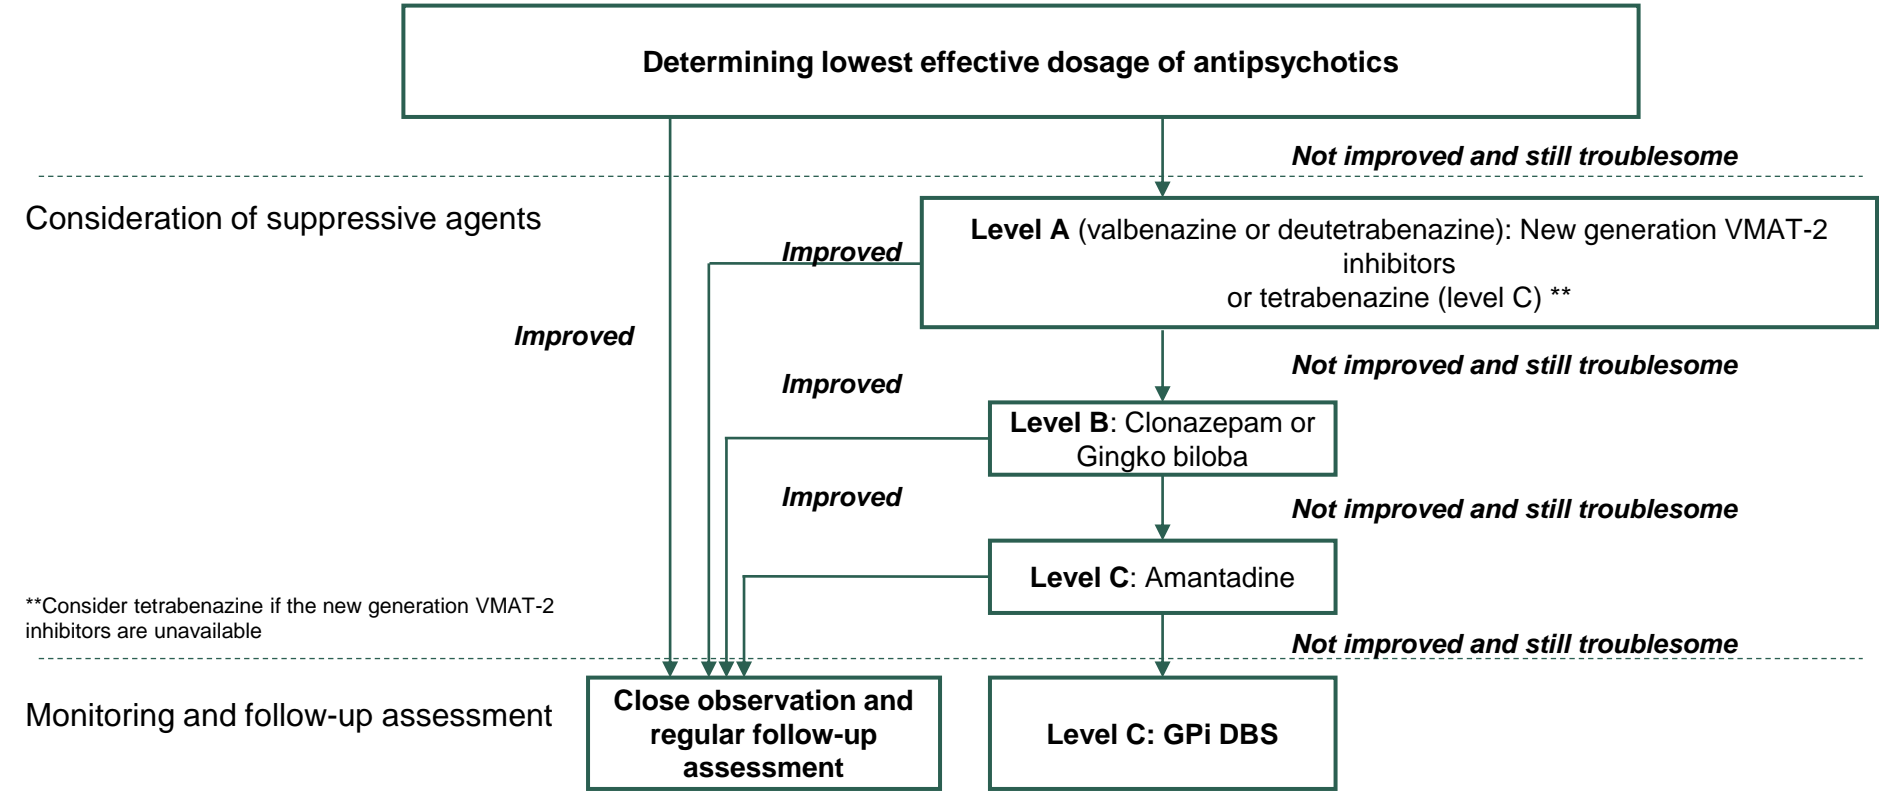 Determining lowest effective dosage of antipsychotics
Not improved and still troublesome
Consideration of suppressive agents
Level A (valbenazine or deutetrabenazine): New generation VMAT-2
inhibitors
or tetrabenazine (level C) **
Improved
Improved
Not improved and still troublesome
Improved
Level B: Clonazepam or
Gingko biloba
Improved
Not improved and still troublesome
Level C: Amantadine
**Consider tetrabenazine if the new generation VMAT-2
inhibitors are unavailable
Not improved and still troublesome
Monitoring and follow-up assessment
Close observation and
regular follow-up
assessment
Level C: GPi DBS